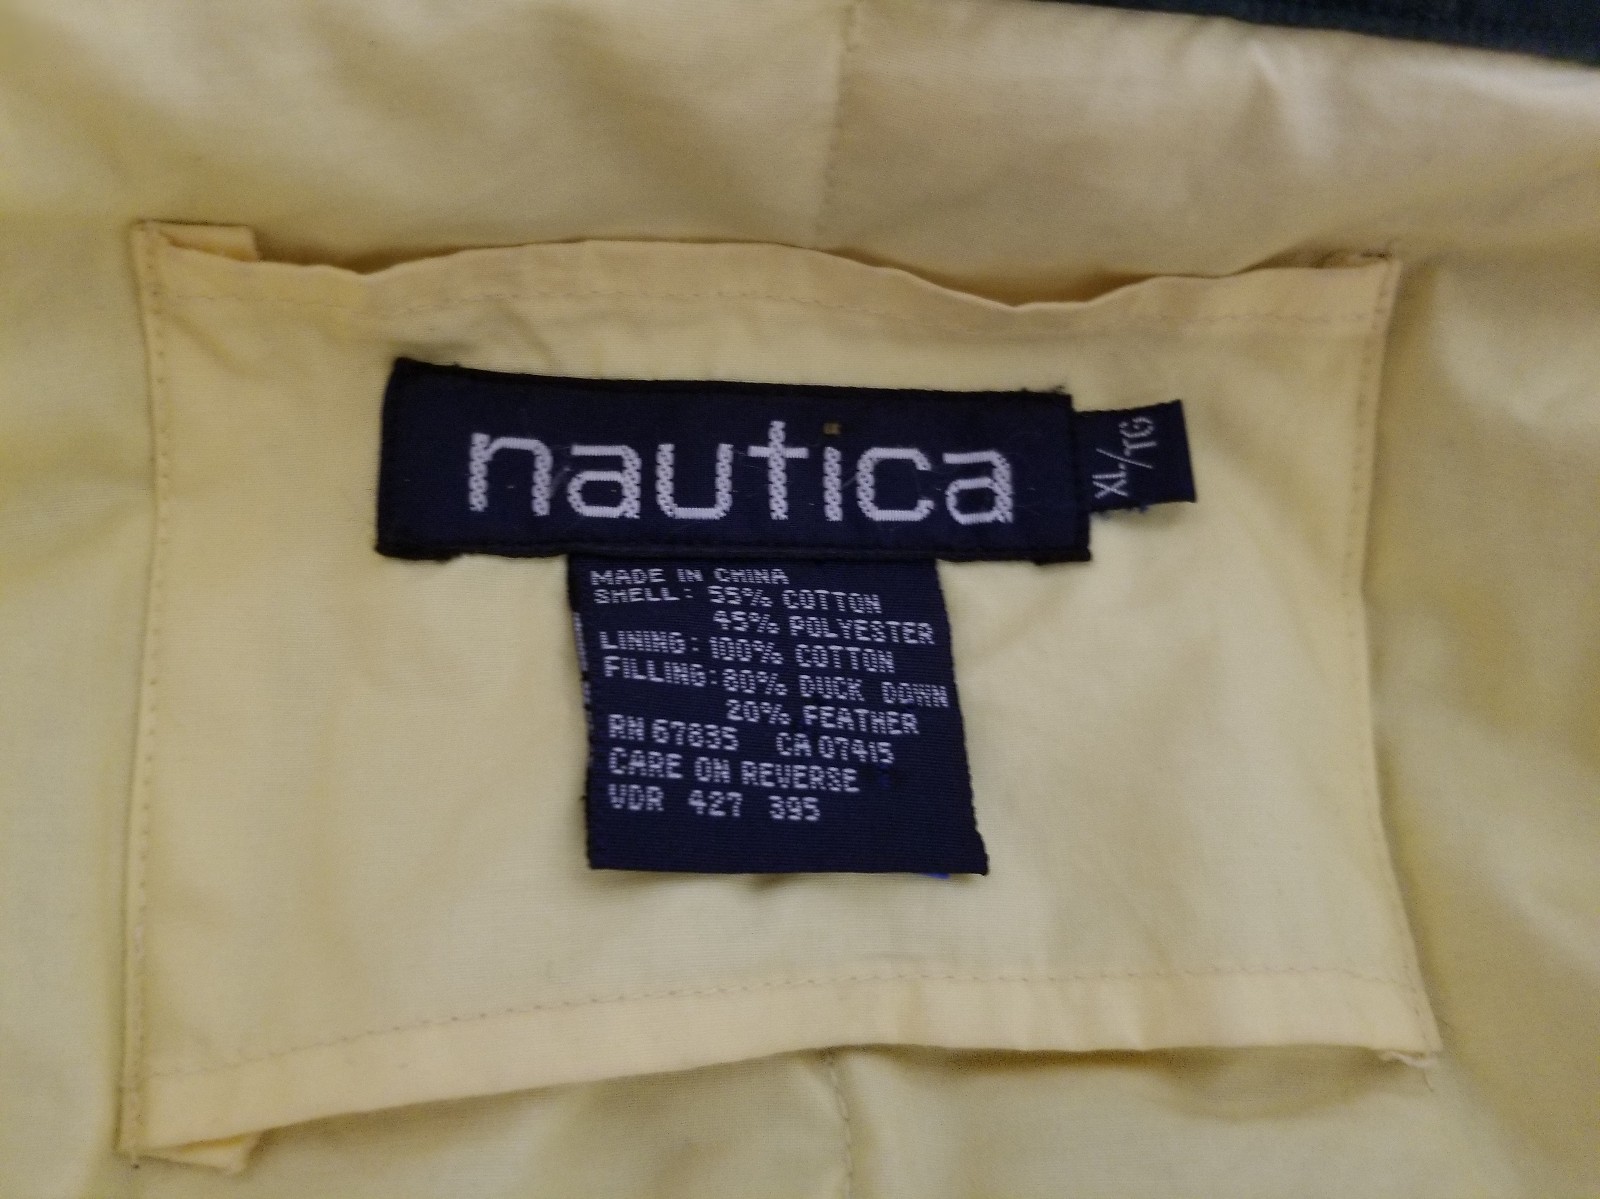 nautica
XL/TG
MADE IN CHINA
SHELL: 55% COTTON
45% POLYESTER
LINING: 100% COTTON
FILLING: 80% DUCK DOWN
20% FEATHER
RN 67835 CA 07415
CARE ON REVERSE
VDR 427 395